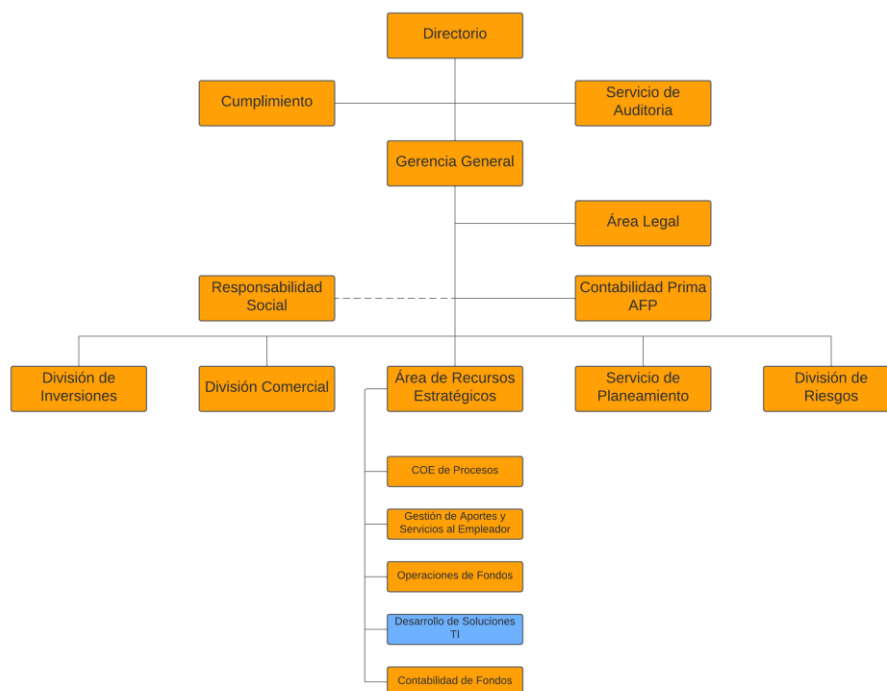 Directorio
Cumplimiento
Servicio de
Auditoria
Gerencia General
Área Legal
Responsabilidad
Social
Contabilidad Prima
AFP
División de
Inversiones
División Comercial
Área de Recursos
Estratégicos
Servicio de
Planeamiento
División de
Riesgos
COE de Procesos
Gestión de Aportes y
Servicios al Empleador
Operaciones de Fondos
Desarrollo de Soluciones
TI
Contabilidad de Fondos